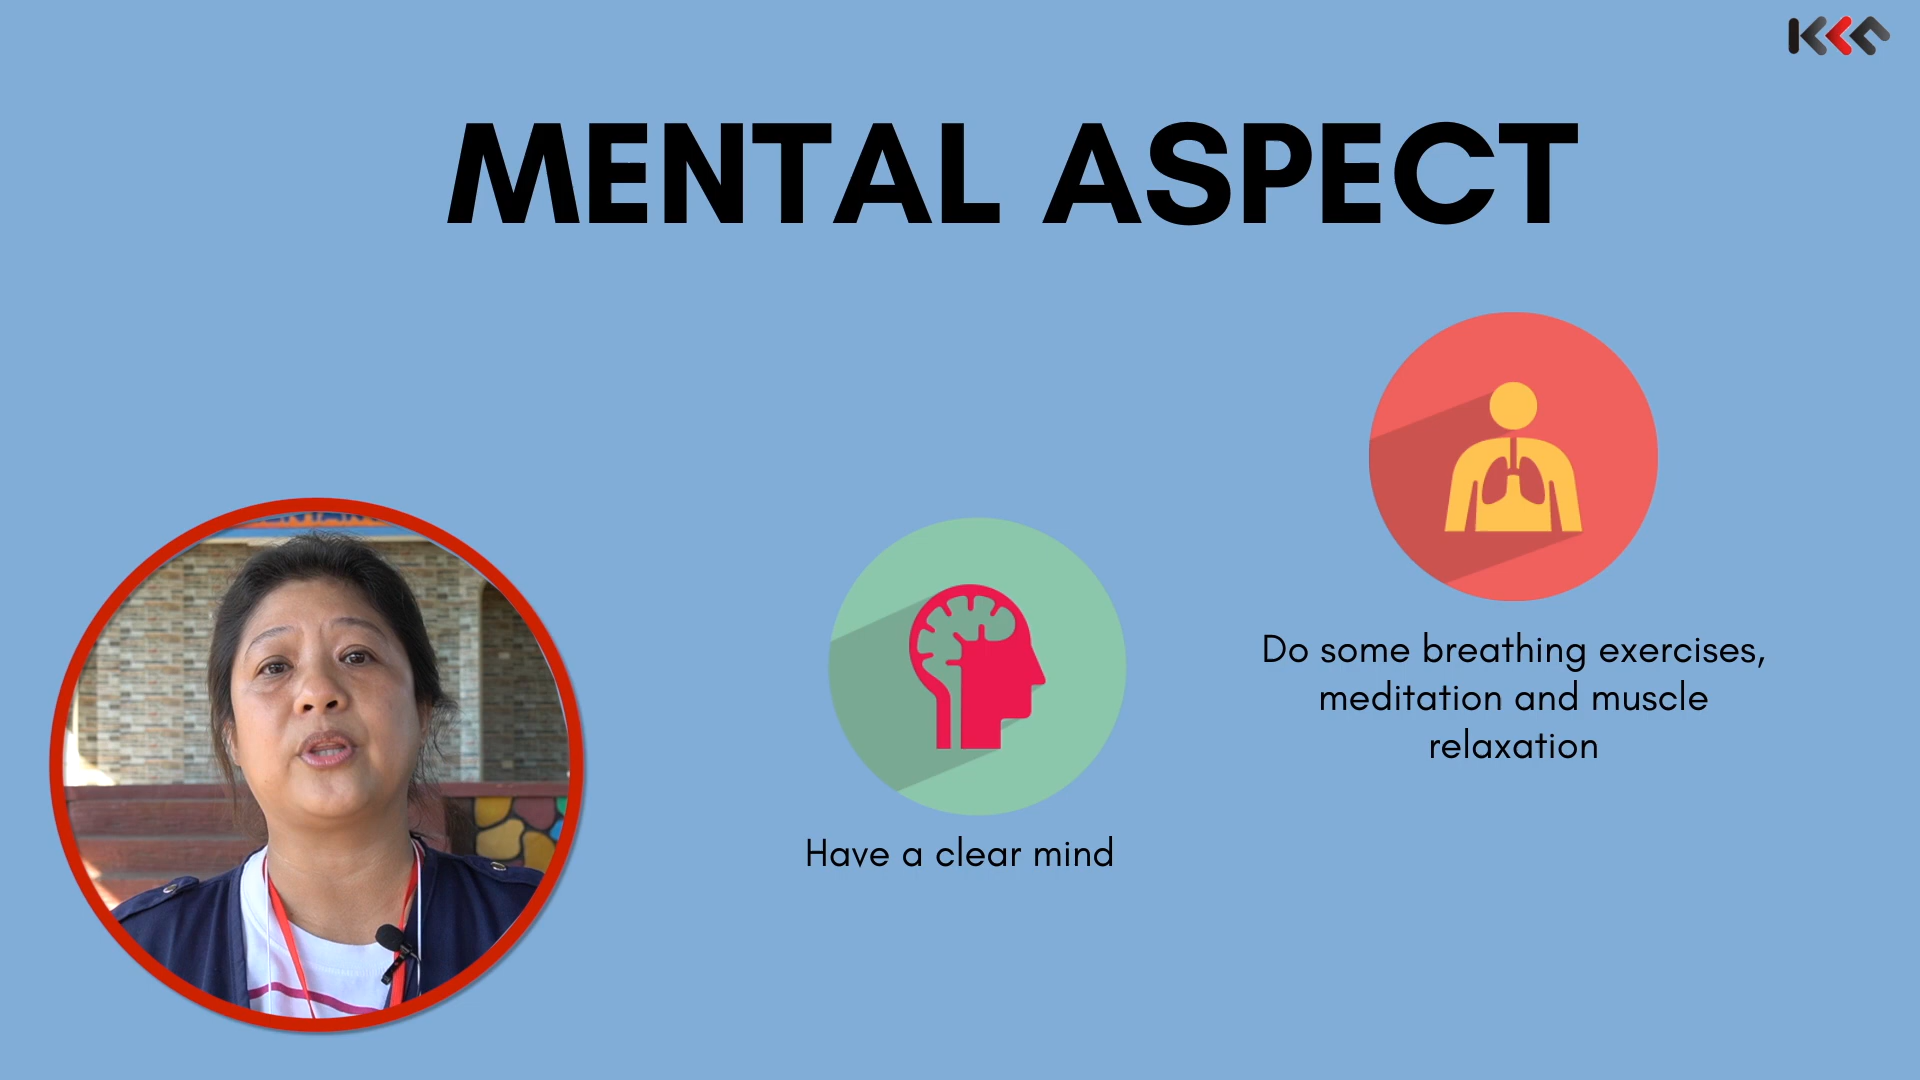 MENTAL ASPECT
Do some breathing exercises,
meditation and muscle
relaxation
Have a clear mind